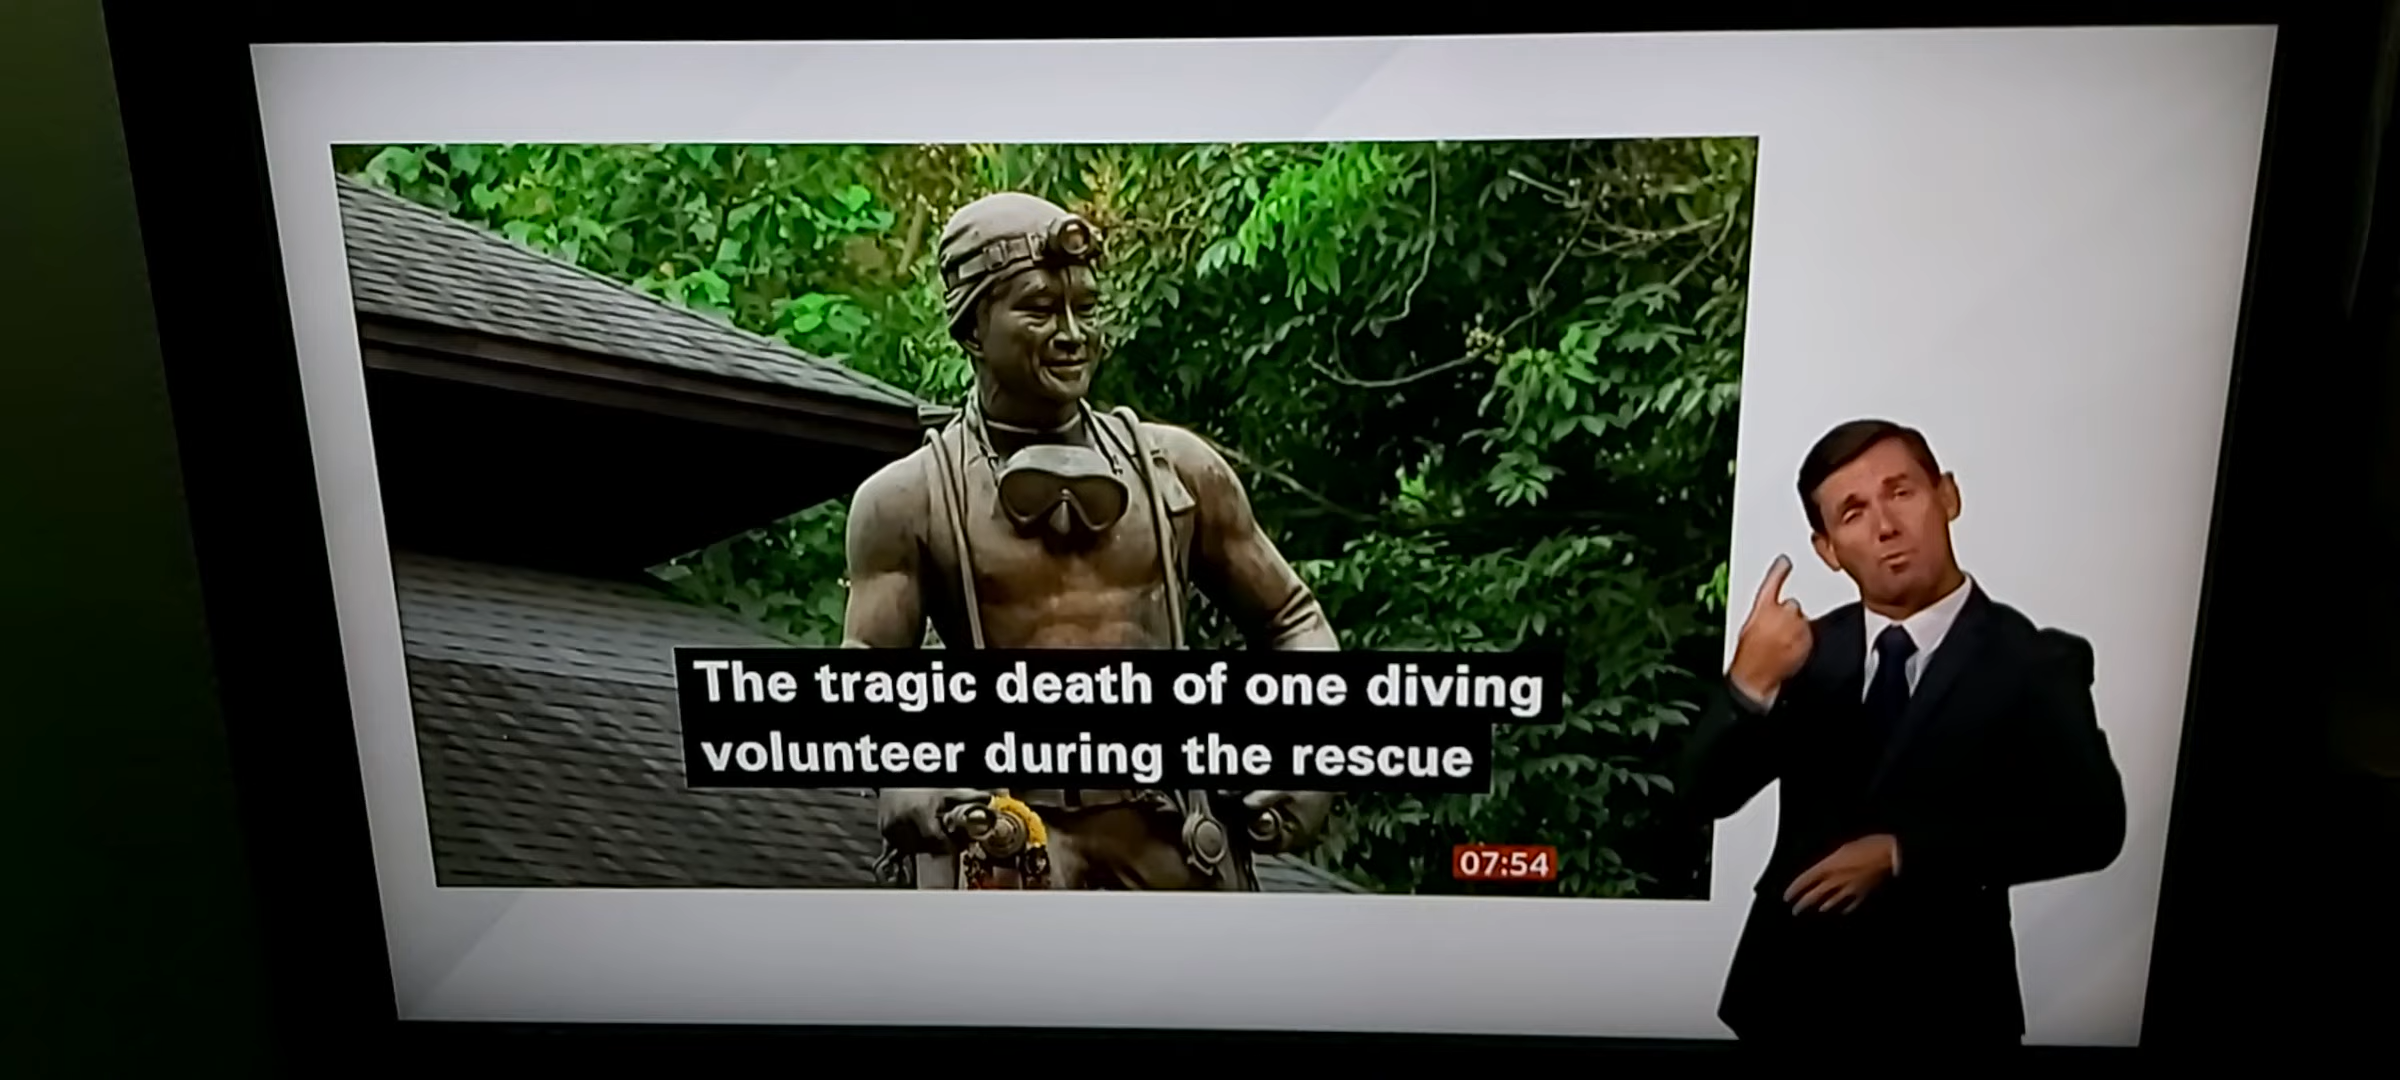 The tragic death of one diving
volunteer during the rescue
07:54